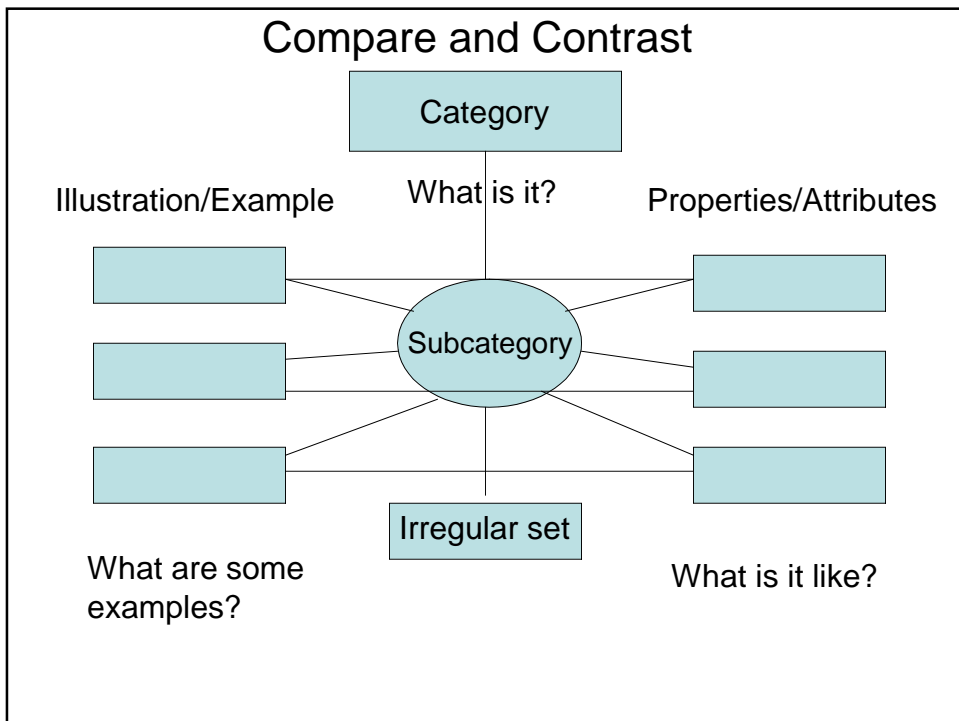 Compare and Contrast
Category
What is it?
Illustration/Example
Properties/Attributes
Subcategory
Irregular set
What are some
examples?
What is it like?